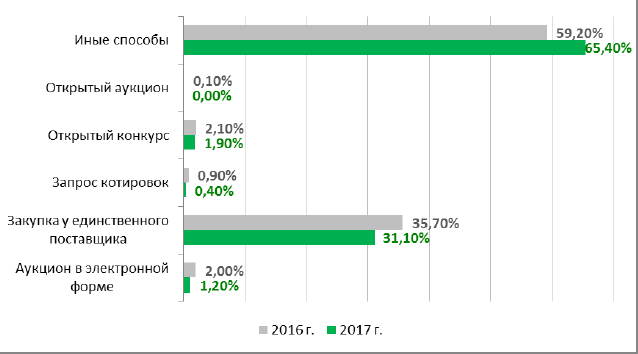 Иные способы
59,20%
65,40%
Открытый аукцион
0,10%
0,00%
Открытый конкурс
2,10%
1,90%
Запрос котировок
0,90%
0,40%
Закупка у единственного
поставщика
35,70%
31,10%
Аукцион в электронной
форме
2,00%
1,20%
2016 г. 2017 г.